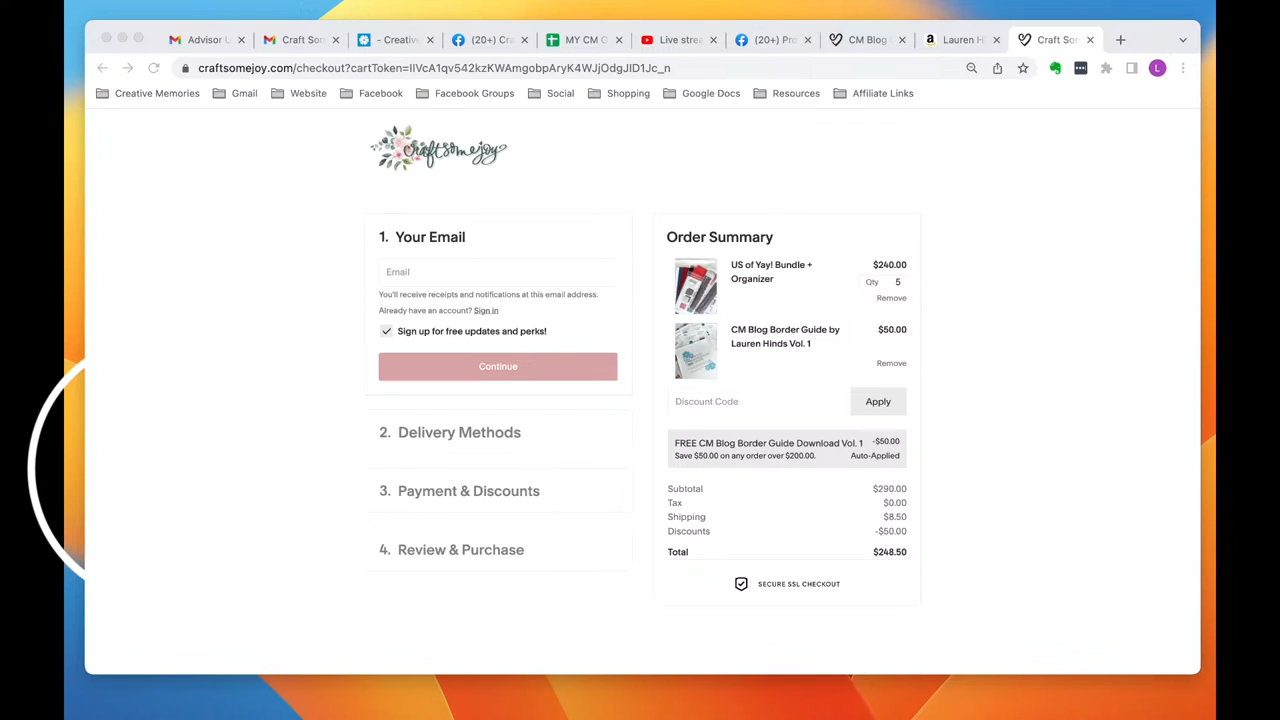 Advisor L
Craft Som
- Creative
(20+) Cra
MY CM O
Live strea
(20+) Pro
CM Blog
Lauren Hi
Craft Som
craftsomejoy.com/checkout?cartToken=IIVcA1qv542kzKWAmgobpAryK4WJjOdgJID1Jc_n
L
Creative Memories
Gmail
Website
Facebook
Facebook Groups
Social
Shopping
Google Docs
Resources
Affiliate Links
craftsomejoy
1. Your Email
Email
You'll receive receipts and notifications at this email address.
Already have an account? Sign in
Sign up for free updates and perks!
Continue
2. Delivery Methods
3. Payment & Discounts
4. Review & Purchase
Order Summary
US of Yay! Bundle + $240.00
Organizer
Qty 5
Remove
CM Blog Border Guide by $50.00
Lauren Hinds Vol. 1
Remove
Discount Code Apply
FREE CM Blog Border Guide Download Vol. 1 -$50.00
Save $50.00 on any order over $200.00. Auto-Applied
Subtotal $290.00
Tax $0.00
Shipping $8.50
Discounts -$50.00
Total $248.50
SECURE SSL CHECKOUT